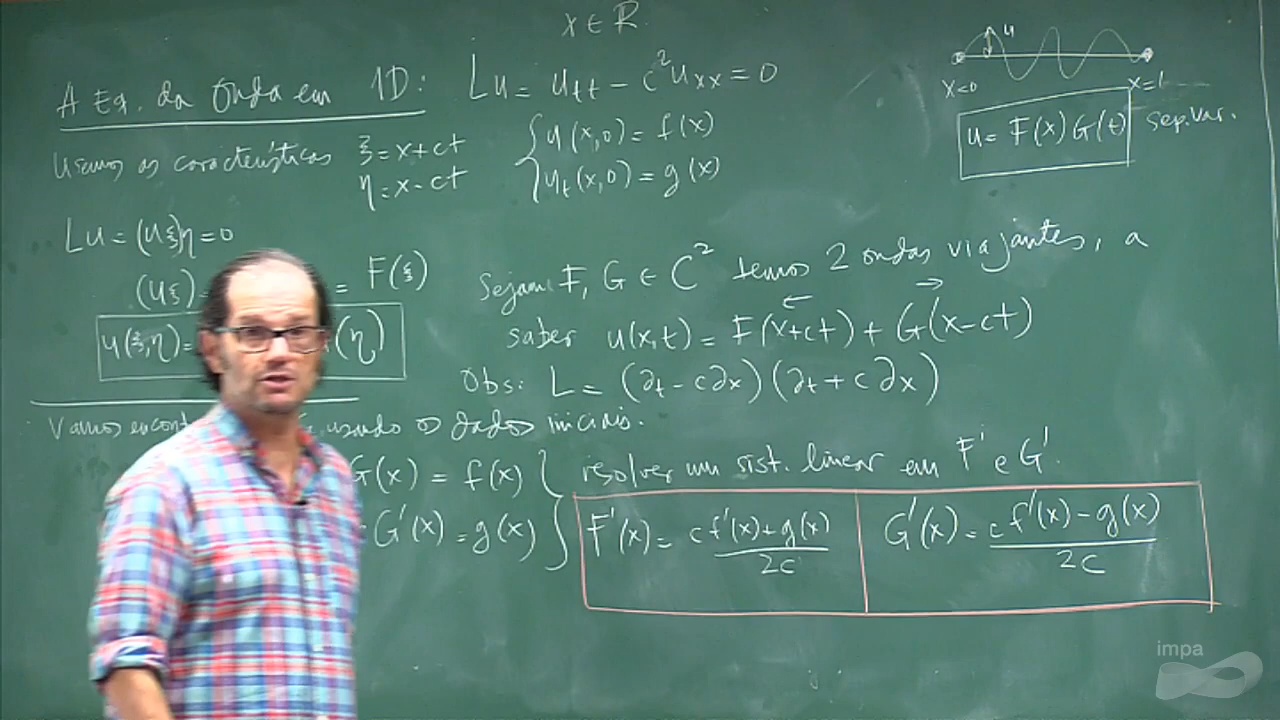 x ∈ ℝ
A Eq. da Onda em 1D: Lu = u_tt − c²u_xx = 0
u
x=0 x=1
u = F(x)G(t) sep.var.
Usamos as características ξ = x+ct
η = x−ct
{ u(x,0) = f(x)
{ u_t(x,0) = g(x)
Lu = (u_ξ)_η = 0
(u_ξ) = F(ξ)
u(ξ,η) = (η)
Sejam F, G ∈ C² temos 2 ondas viajantes, a
← →
saber u(x,t) = F(x+ct) + G(x−ct)
Obs: L = (∂t − c∂x)(∂t + c∂x)
Vamos usando os dados iniciais.
G(x) = f(x) } resolver um sist. linear em F' e G'.
G'(x) = g(x) }
F'(x) = cf'(x)+g(x) / 2c
G'(x) = cf'(x)−g(x) / 2c
impa